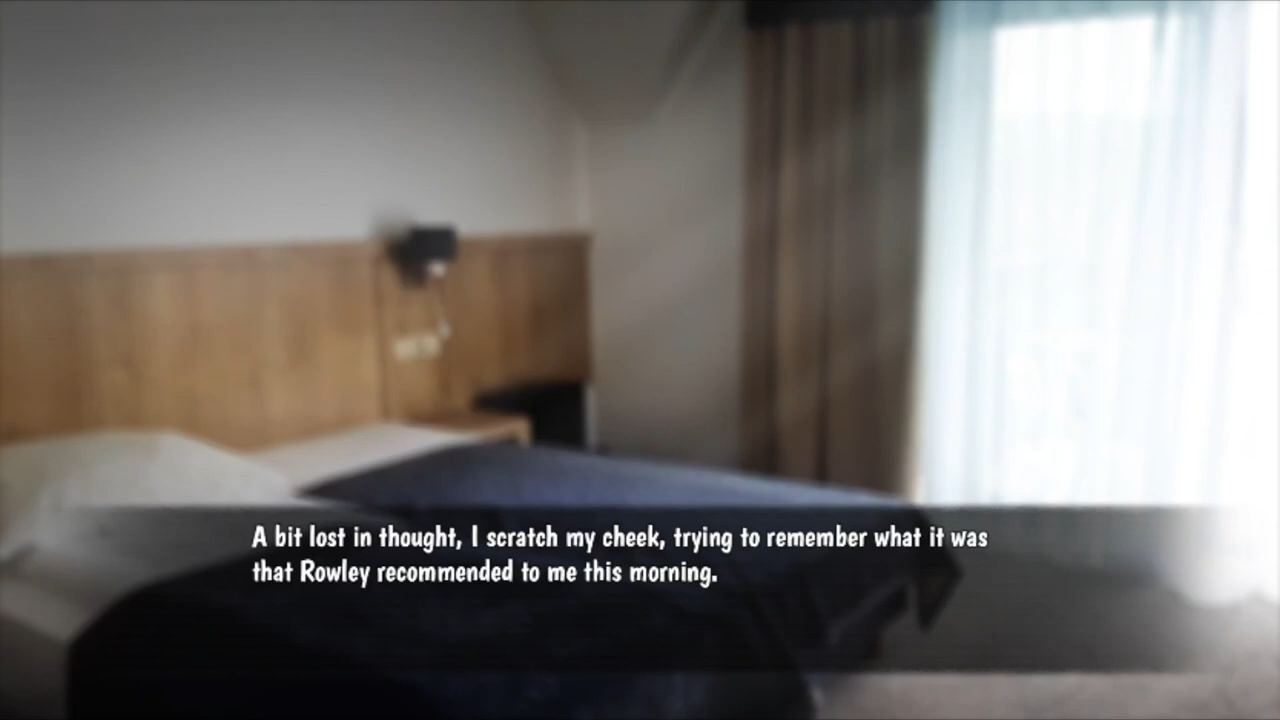 A bit lost in thought, I scratch my cheek, trying to remember what it was
that Rowley recommended to me this morning.